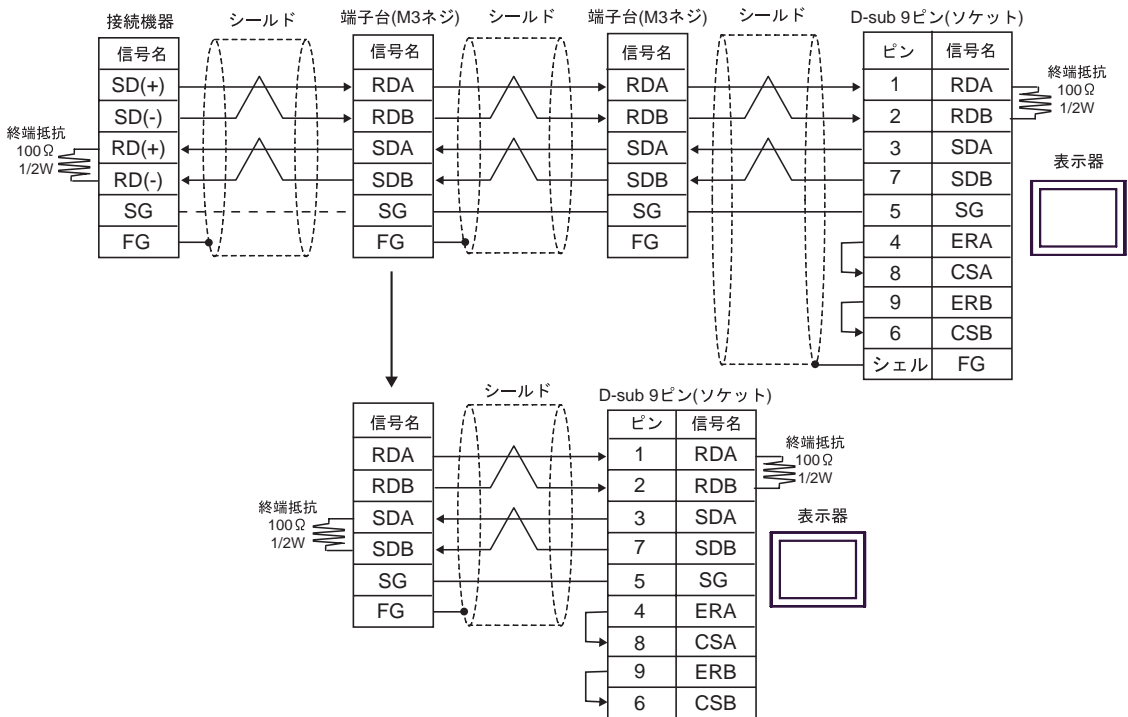 接続機器
シールド
端子台(M3ネジ)
シールド
端子台(M3ネジ)
シールド
D-sub 9ピン(ソケット)
信号名
信号名
信号名
ピン 信号名
SD(+) RDA RDA 1 RDA
SD(-) RDB RDB 2 RDB
RD(+) SDA SDA 3 SDA
RD(-) SDB SDB 7 SDB
SG SG SG 5 SG
FG FG FG 4 ERA
8 CSA
9 ERB
6 CSB
シェル FG
終端抵抗
100Ω
1/2W
終端抵抗
100Ω
1/2W
表示器
シールド
D-sub 9ピン(ソケット)
信号名
ピン 信号名
RDA 1 RDA
RDB 2 RDB
SDA 3 SDA
SDB 7 SDB
SG 5 SG
FG 4 ERA
8 CSA
9 ERB
6 CSB
終端抵抗
100Ω
1/2W
終端抵抗
100Ω
1/2W
表示器